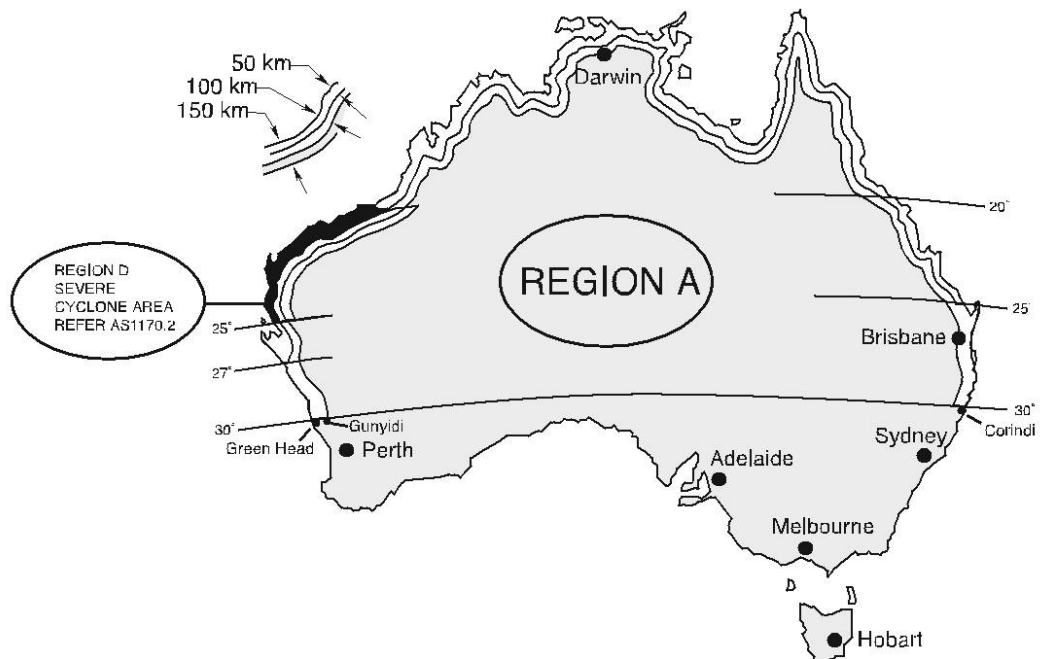 50 km
100 km
150 km
Darwin
20°
REGION A
REGION D
SEVERE
CYCLONE AREA
REFER AS1170.2
25°
25
Brisbane
27°
30°
30°
Gunyidi
Green Head
Corindi
Perth
Sydney
Adelaide
Melbourne
Hobart